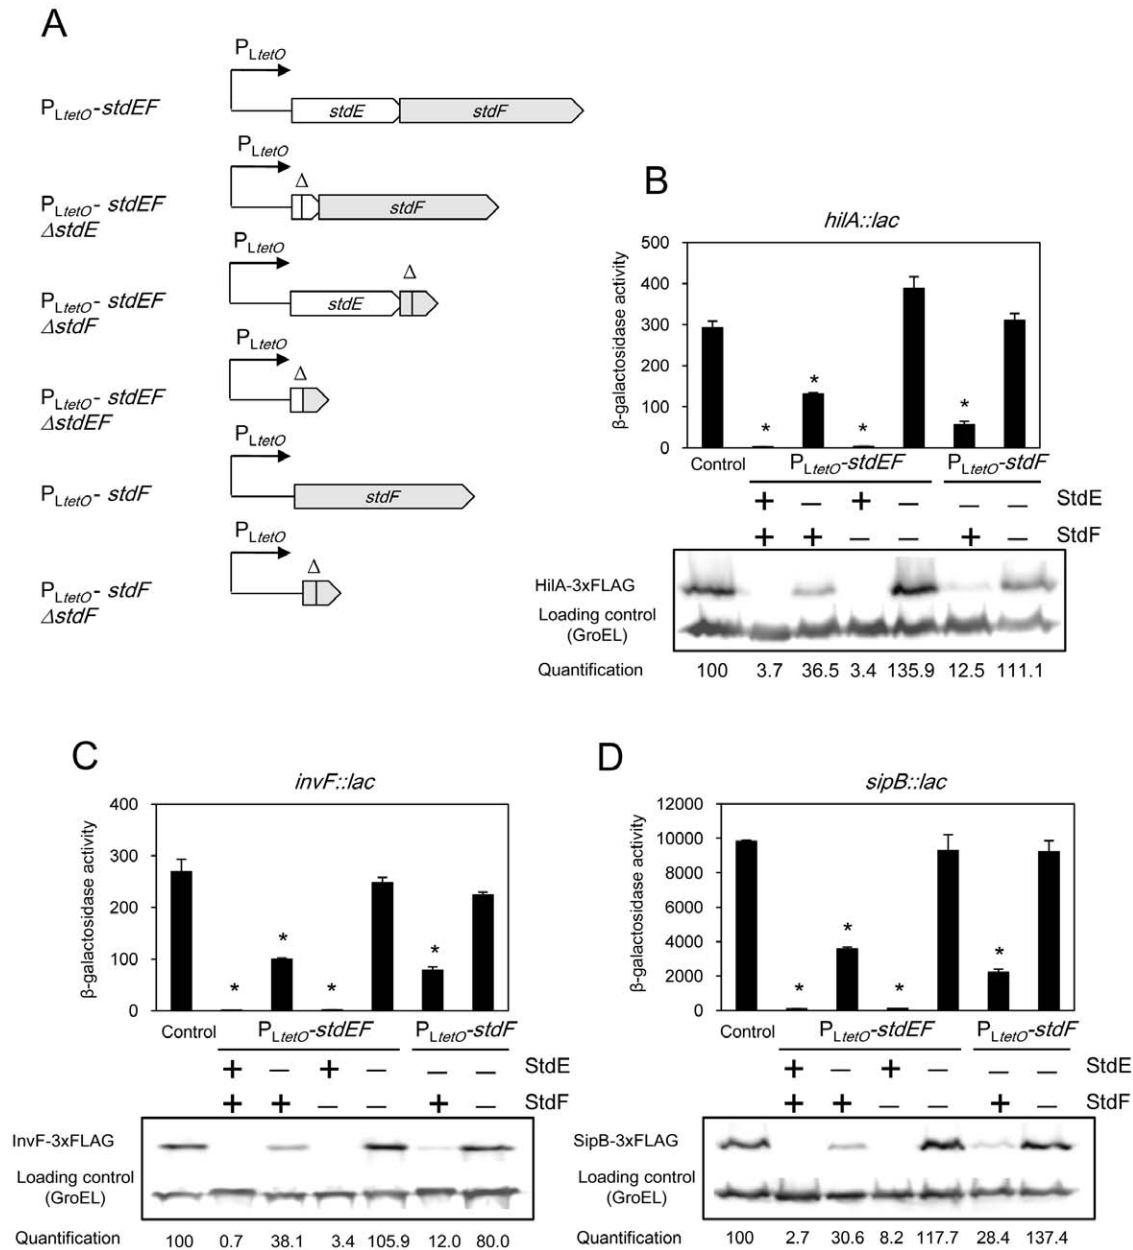 A
PLtetO
PLtetO-stdEF
stdE stdF
PLtetO
Δ
PLtetO- stdEF
ΔstdE
stdF
PLtetO
Δ
PLtetO- stdEF
ΔstdF
stdE
PLtetO
Δ
PLtetO- stdEF
ΔstdEF
PLtetO
PLtetO- stdF
stdF
PLtetO
Δ
PLtetO- stdF
ΔstdF
B
hilA::lac
β-galactosidase activity
500
400
300
200
100
0
* * * *
Control PLtetO-stdEF PLtetO-stdF
+ – + – – – StdE
+ + – – + – StdF
HilA-3xFLAG
Loading control
(GroEL)
Quantification 100 3.7 36.5 3.4 135.9 12.5 111.1
C
invF::lac
β-galactosidase activity
400
300
200
100
0
* * * *
Control PLtetO-stdEF PLtetO-stdF
+ – + – – – StdE
+ + – – + – StdF
InvF-3xFLAG
Loading control
(GroEL)
Quantification 100 0.7 38.1 3.4 105.9 12.0 80.0
D
sipB::lac
β-galactosidase activity
12000
10000
8000
6000
4000
2000
0
* * * *
Control PLtetO-stdEF PLtetO-stdF
+ – + – – – StdE
+ + – – + – StdF
SipB-3xFLAG
Loading control
(GroEL)
Quantification 100 2.7 30.6 8.2 117.7 28.4 137.4